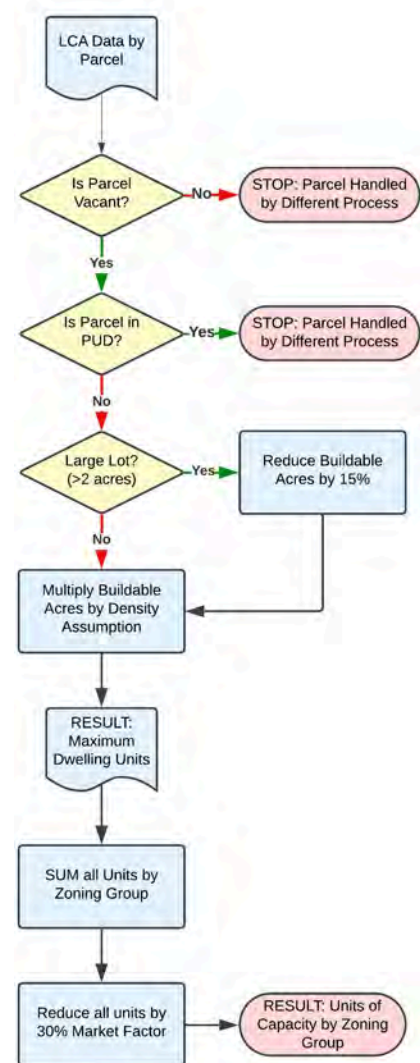 LCA Data by
Parcel
Is Parcel
Vacant?
No
STOP: Parcel Handled
by Different Process
Yes
Is Parcel in
PUD?
Yes
STOP: Parcel Handled
by Different Process
No
Large Lot?
(>2 acres)
Yes
Reduce Buildable
Acres by 15%
No
Multiply Buildable
Acres by Density
Assumption
RESULT:
Maximum
Dwelling Units
SUM all Units by
Zoning Group
Reduce all units by
30% Market Factor
RESULT: Units of
Capacity by Zoning
Group